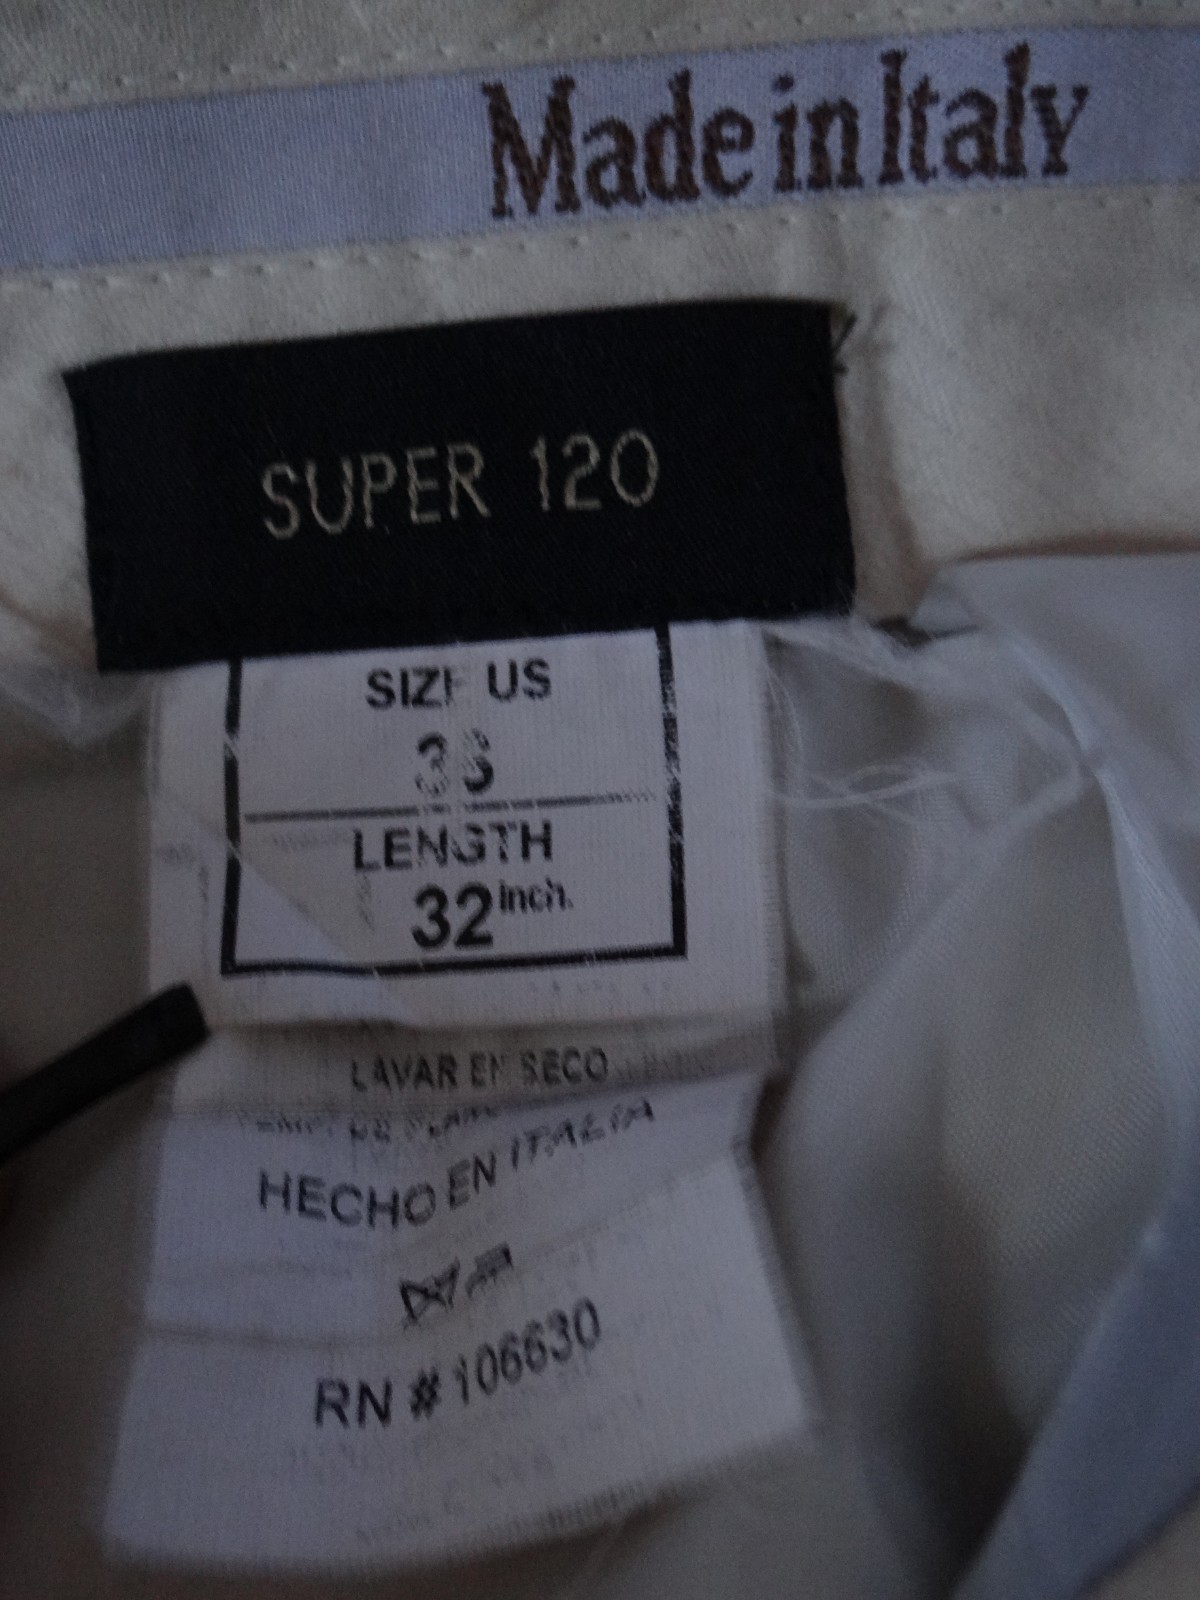 Made in Italy
SUPER 120
SIZE US
LENGTH
32 inch.
LAVAR EN SECO
HECHO EN ITALIA
RN # 106630